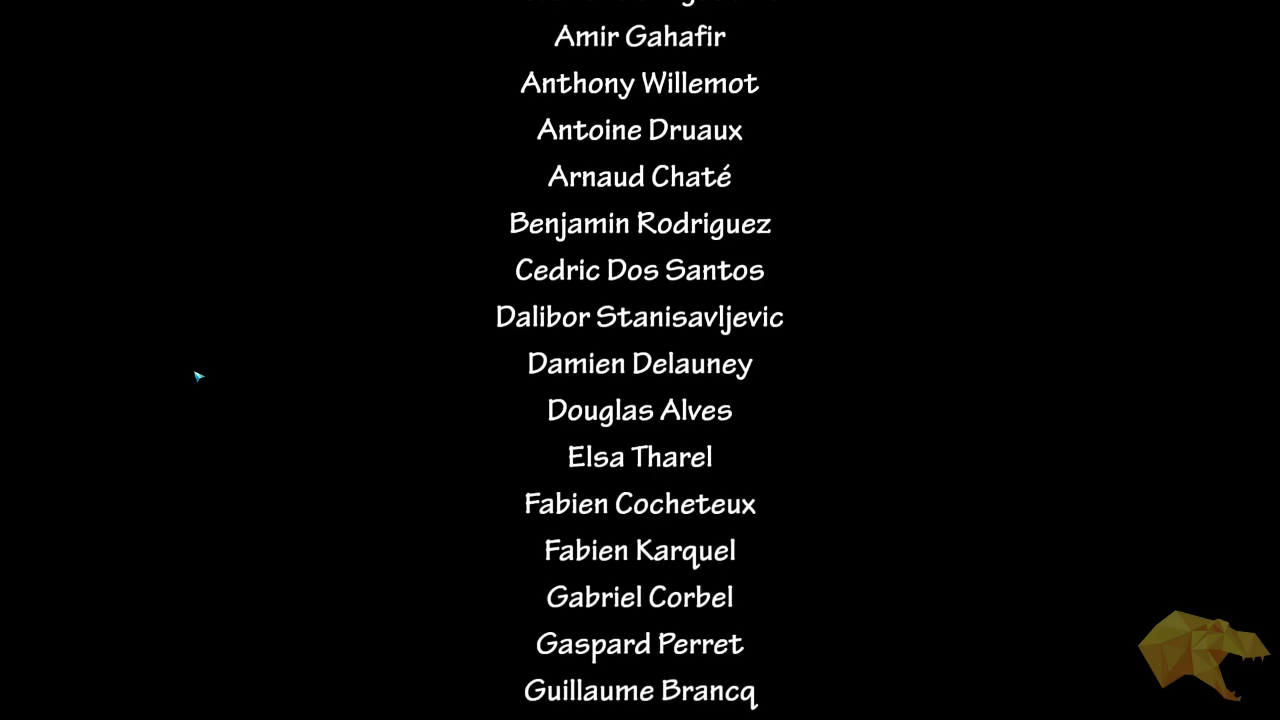 Amir Gahafir
Anthony Willemot
Antoine Druaux
Arnaud Chaté
Benjamin Rodriguez
Cedric Dos Santos
Dalibor Stanisavljevic
Damien Delauney
Douglas Alves
Elsa Tharel
Fabien Cocheteux
Fabien Karquel
Gabriel Corbel
Gaspard Perret
Guillaume Brancq